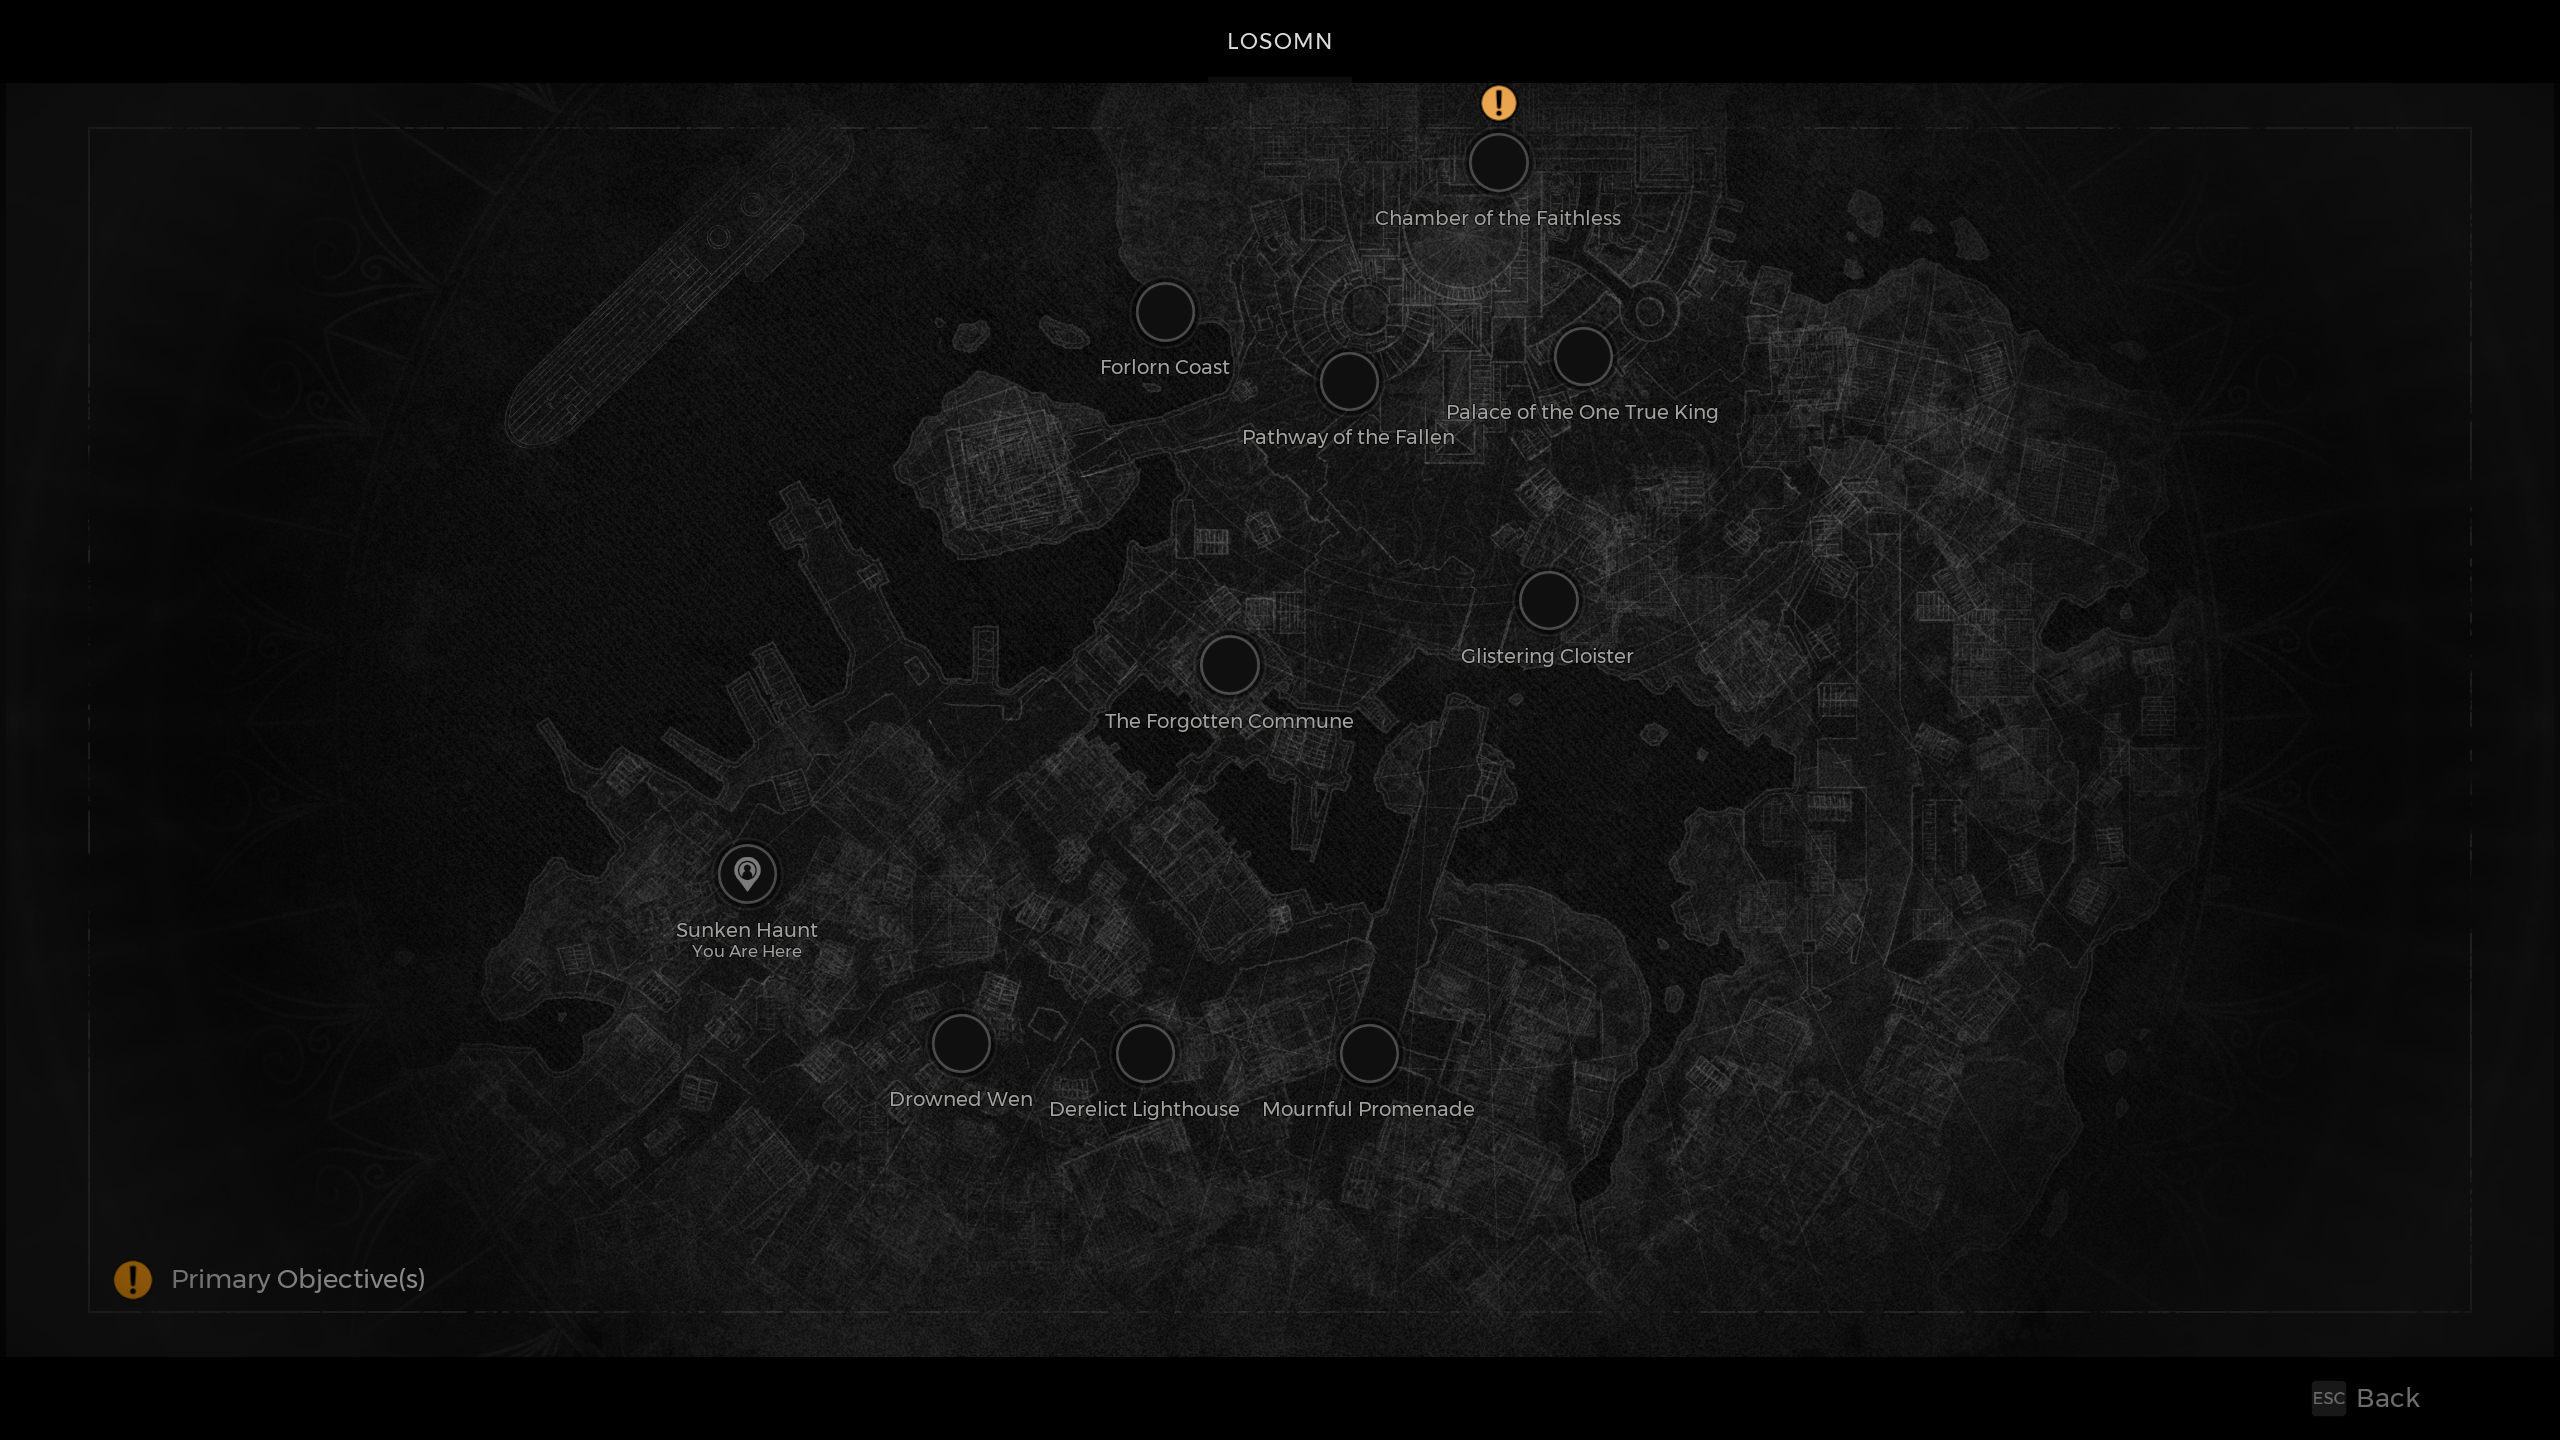 LOSOMN
Chamber of the Faithless
Forlorn Coast
Palace of the One True King
Pathway of the Fallen
Glistering Cloister
The Forgotten Commune
Sunken Haunt
You Are Here
Drowned Wen
Derelict Lighthouse
Mournful Promenade
Primary Objective(s)
ESC Back